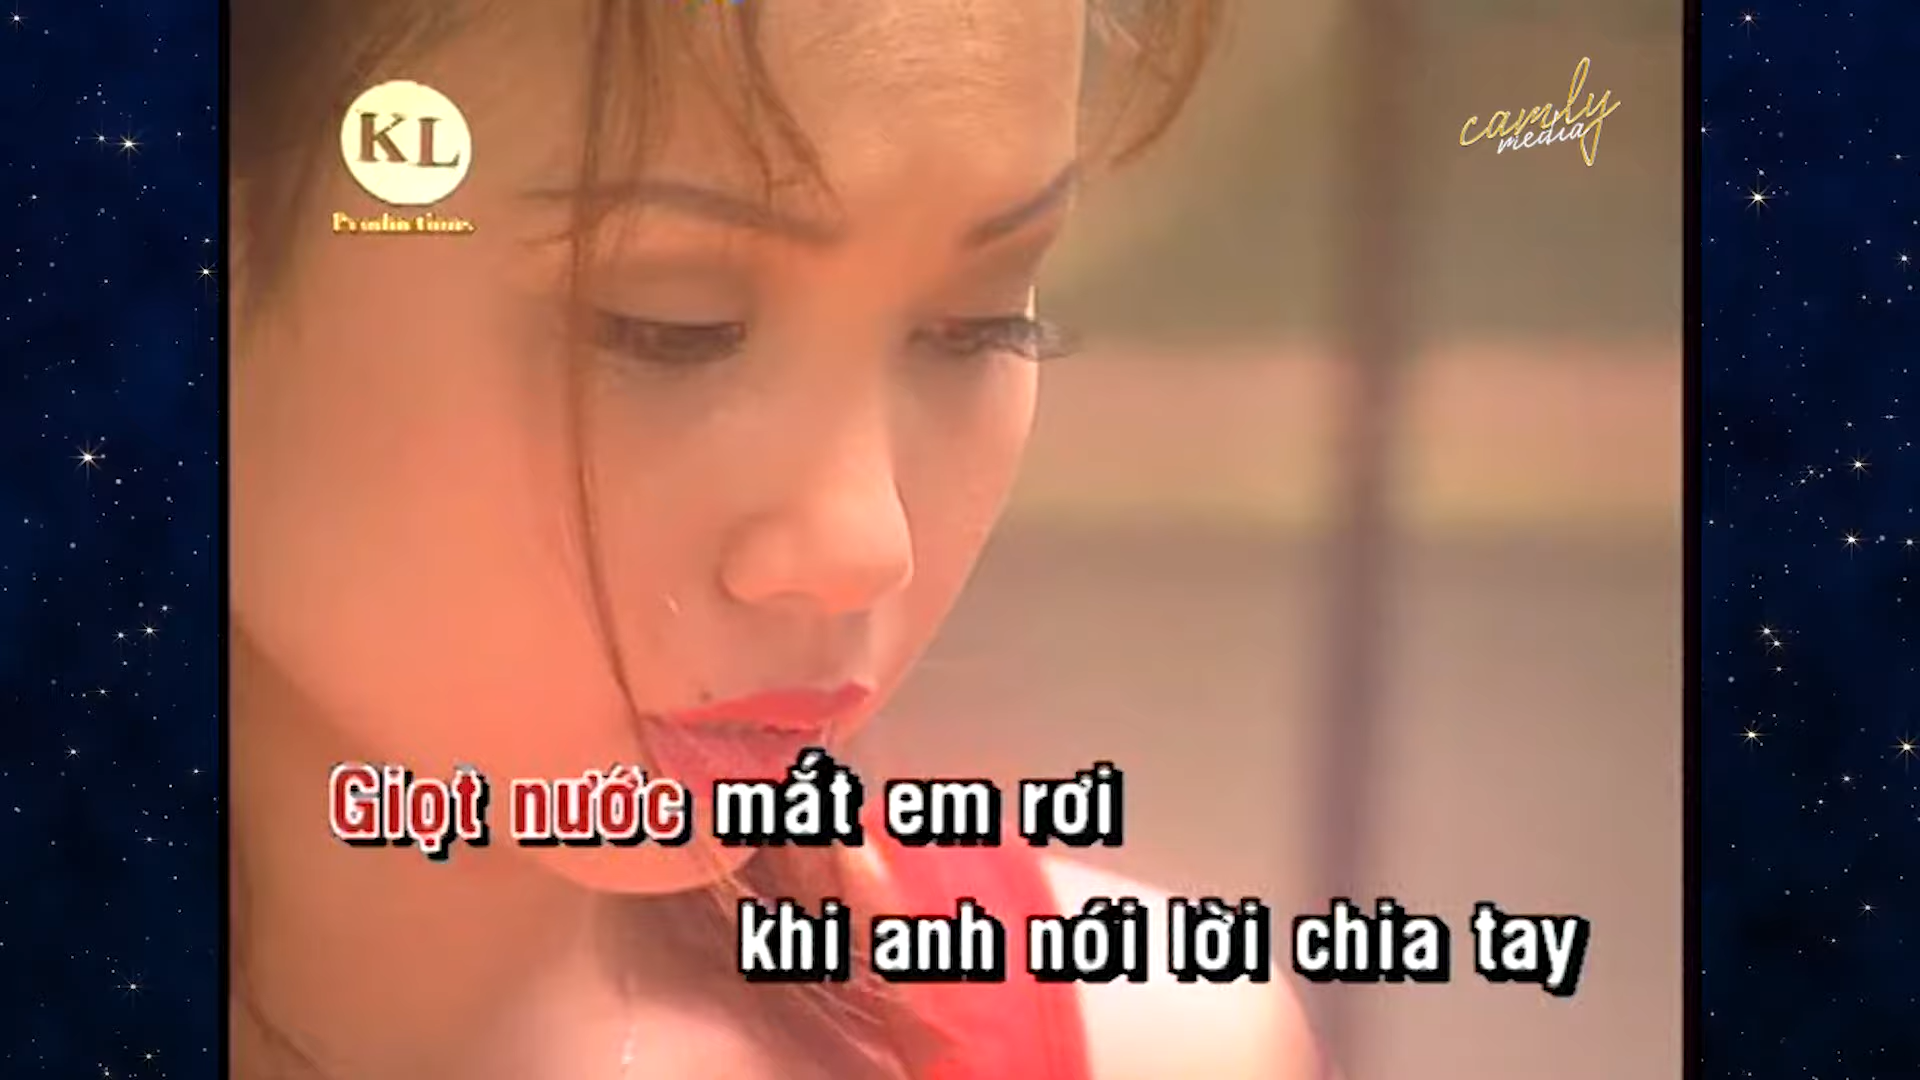 KL
Productions
camly
media
Giọt nước mắt em rơi
khi anh nói lời chia tay